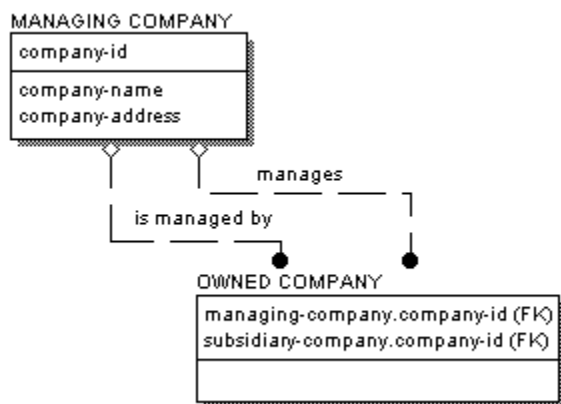 MANAGING COMPANY
company-id
company-name
company-address
manages
is managed by
OWNED COMPANY
managing-company.company-id (FK)
subsidiary-company.company-id (FK)